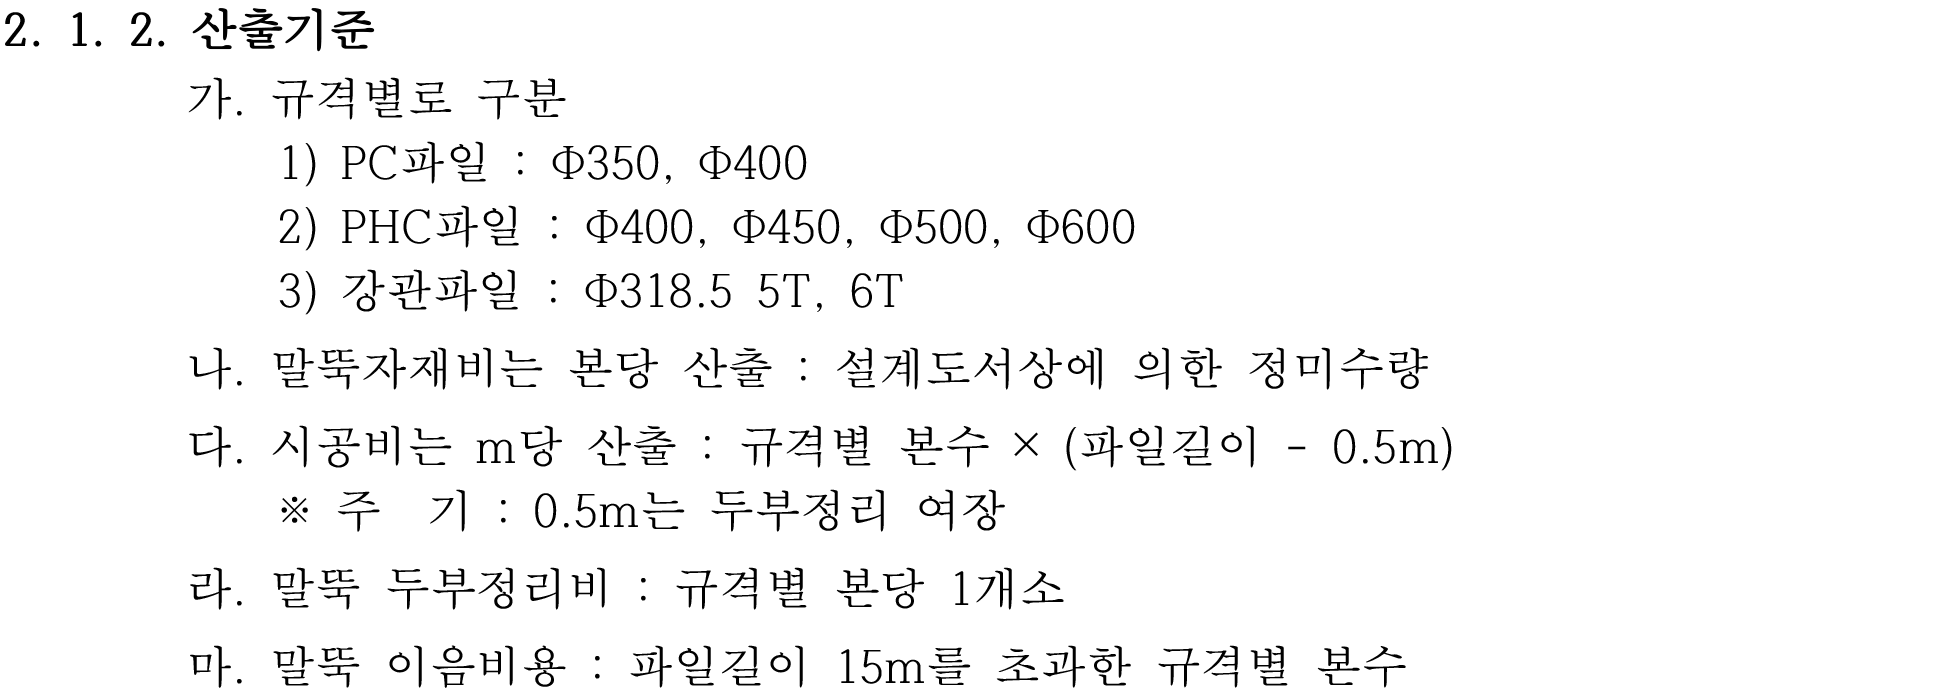 2. 1. 2. 산출기준
가. 규격별로 구분
1) PC파일 : Φ350, Φ400
2) PHC파일 : Φ400, Φ450, Φ500, Φ600
3) 강관파일 : Φ318.5 5T, 6T
나. 말뚝자재비는 본당 산출 : 설계도서상에 의한 정미수량
다. 시공비는 m당 산출 : 규격별 본수 × (파일길이 - 0.5m)
※ 주 기 : 0.5m는 두부정리 여장
라. 말뚝 두부정리비 : 규격별 본당 1개소
마. 말뚝 이음비용 : 파일길이 15m를 초과한 규격별 본수